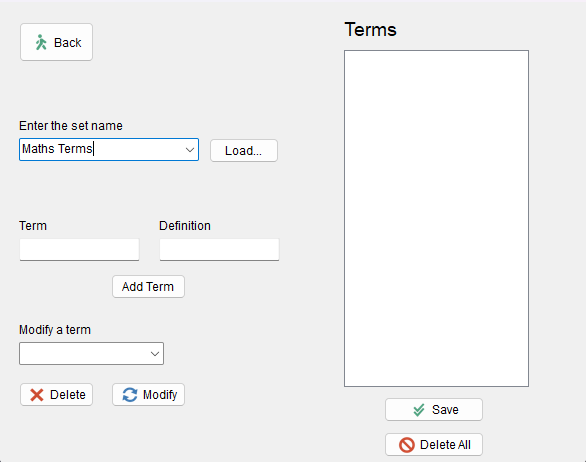 Back
Terms
Enter the set name
Maths Terms
Load...
Term
Definition
Add Term
Modify a term
Delete
Modify
Save
Delete All